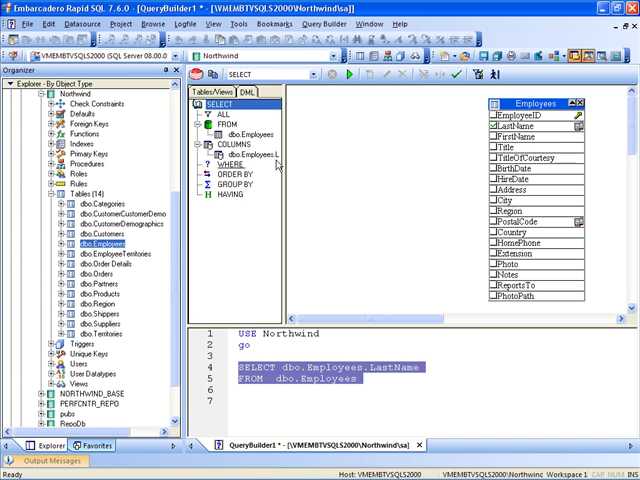 Embarcadero Rapid SQL 7.6.0 - [QueryBuilder1 * - [\VMEMBTVSQLS2000\Northwind\sa]]
File Edit Datasource Project Browsers Logfile View Tools Bookmarks Query Builder Window Help
VMEMBTVSQLS2000 (SQL Server 08.00.
Northwind
Organizer
Explorer - By Object Type
Northwind
Check Constraints
Defaults
Foreign Keys
Functions
Indexes
Primary Keys
Procedures
Roles
Rules
Tables (14)
dbo.Categories
dbo.CustomerCustomerDemo
dbo.CustomerDemographics
dbo.Customers
dbo.Employees
dbo.EmployeeTerritories
dbo.Order Details
dbo.Orders
dbo.Partners
dbo.Products
dbo.Region
dbo.Shippers
dbo.Suppliers
dbo.Territories
Triggers
Unique Keys
Users
User Datatypes
Views
NORTHWIND_BASE
PERFCNTR_REPO
pubs
RepoDb
Explorer
Favorites
SELECT
Tables/Views
DML
SELECT
ALL
FROM
dbo.Employees
COLUMNS
dbo.Employees.L
WHERE
ORDER BY
GROUP BY
HAVING
Employees
EmployeeID
LastName
FirstName
Title
TitleOfCourtesy
BirthDate
HireDate
Address
City
Region
PostalCode
Country
HomePhone
Extension
Photo
Notes
ReportsTo
PhotoPath
1 USE Northwind
2 go
3
4 SELECT dbo.Employees.LastName
5 FROM dbo.Employees
6
7
QueryBuilder1 * - [\VMEMBTVSQLS2000\Northwind\sa]
Output Messages
Ready
Host: VMEMBTVSQLS2000
VMEMBTVSQLS2000\Northwinc
Workspace 1
CAP NUM INS